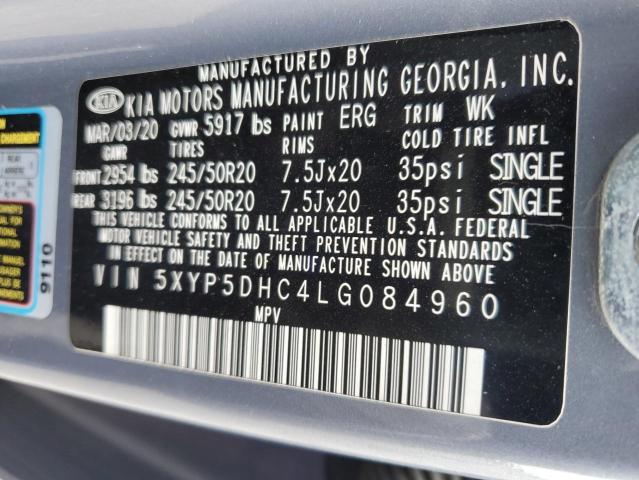 MANUFACTURED BY
KIA KIA MOTORS MANUFACTURING GEORGIA, INC.
MAR/03/20 GVWR 5917 lbs PAINT ERG TRIM WK
GAWR TIRES RIMS COLD TIRE INFL
FRONT 2954 lbs 245/50R20 7.5Jx20 35psi SINGLE
REAR 3196 lbs 245/50R20 7.5Jx20 35psi SINGLE
THIS VEHICLE CONFORMS TO ALL APPLICABLE U.S.A. FEDERAL
MOTOR VEHICLE SAFETY AND THEFT PREVENTION STANDARDS
IN EFFECT ON THE DATE OF MANUFACTURE SHOWN ABOVE
VIN 5XYP5DHC4LG084960
MPV
9110